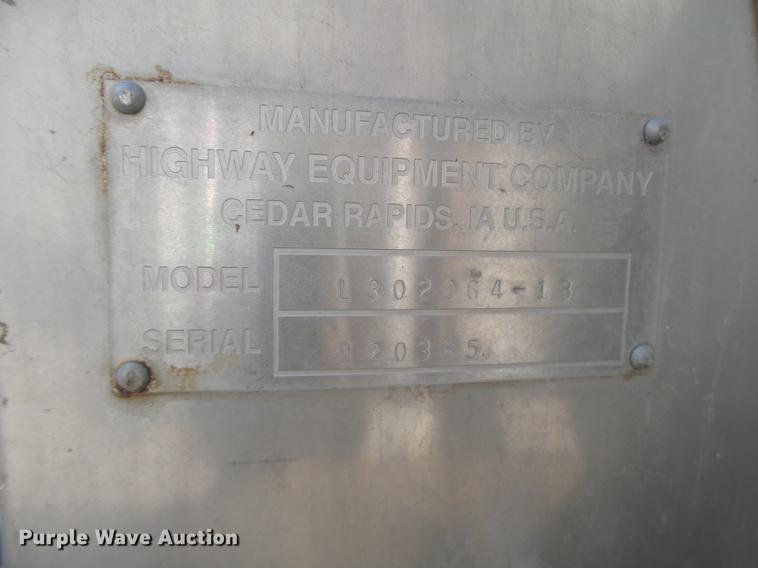 MANUFACTURED BY
HIGHWAY EQUIPMENT COMPANY
CEDAR RAPIDS, IA U.S.A.
MODEL
SERIAL
Purple Wave Auction